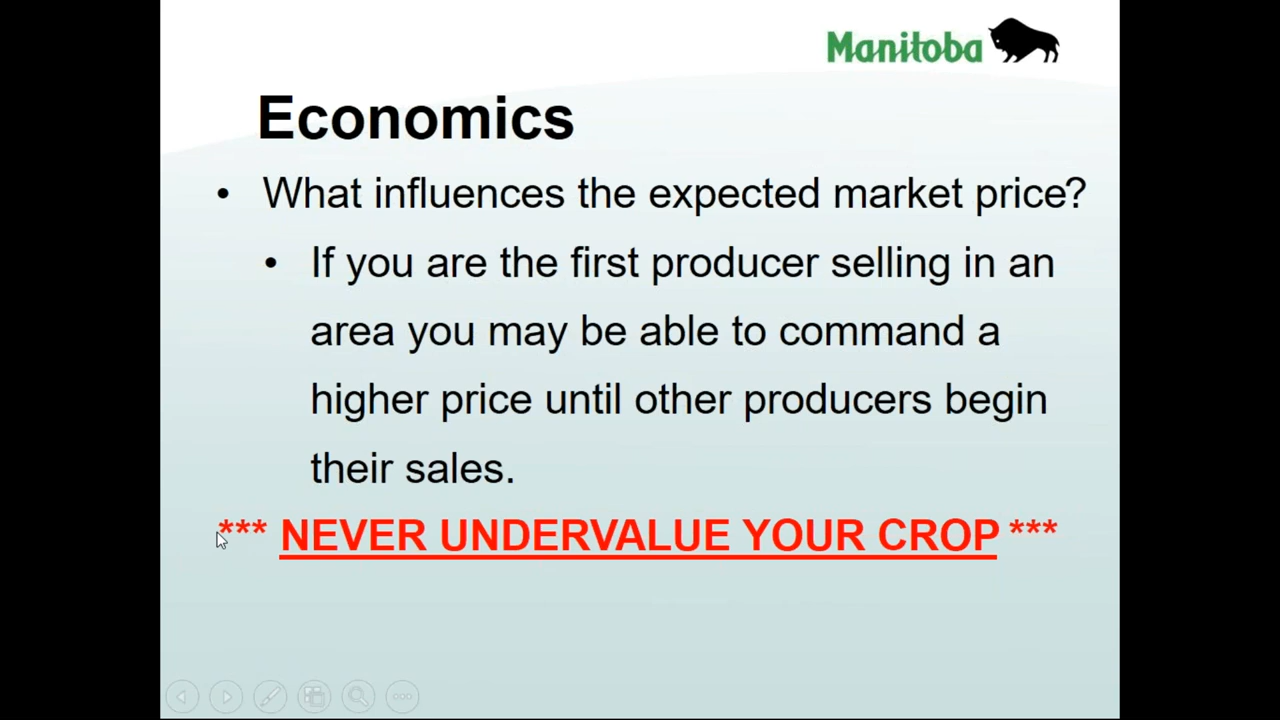 Manitoba
Economics
• What influences the expected market price?
• If you are the first producer selling in an
area you may be able to command a
higher price until other producers begin
their sales.
*** NEVER UNDERVALUE YOUR CROP ***